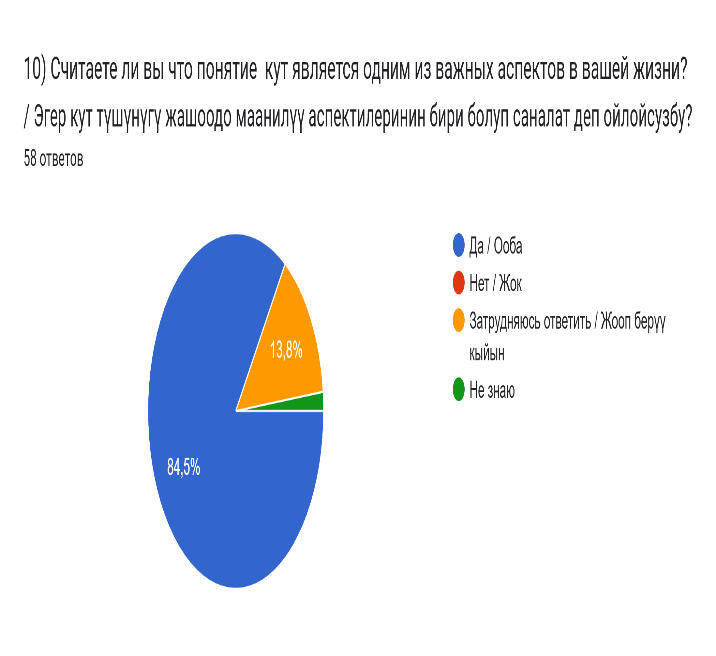 10) Считаете ли вы что понятие  кут является одним из важных аспектов в вашей жизни?
/ Эгер кут түшүнүгү жашоодо маанилүү аспектилеринин бири болуп саналат деп ойлойсузбу?
58 ответов
Да / Ооба
Нет / Жок
Затрудняюсь ответить / Жооп берүү
кыйын
Не знаю
13,8%
84,5%